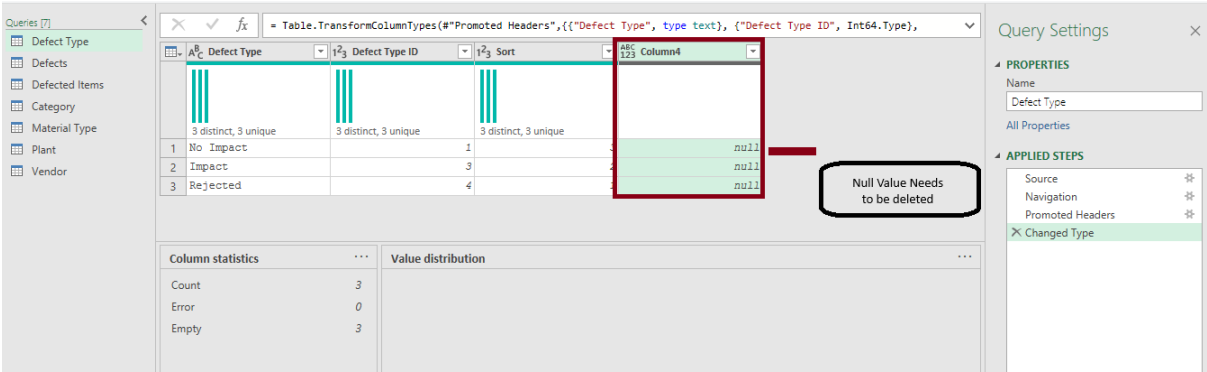 Queries [7]
Defect Type
Defects
Defected Items
Category
Material Type
Plant
Vendor
fx
= Table.TransformColumnTypes(#"Promoted Headers",{{"Defect Type", type text}, {"Defect Type ID", Int64.Type},
ABC Defect Type 123 Defect Type ID 123 Sort ABC123 Column4
3 distinct, 3 unique 3 distinct, 3 unique 3 distinct, 3 unique
1 No Impact 1 null
2 Impact 3 null
3 Rejected 4 null
Null Value Needs
to be deleted
Column statistics ...
Count 3
Error 0
Empty 3
Value distribution ...
Query Settings
PROPERTIES
Name
Defect Type
All Properties
APPLIED STEPS
Source
Navigation
Promoted Headers
Changed Type